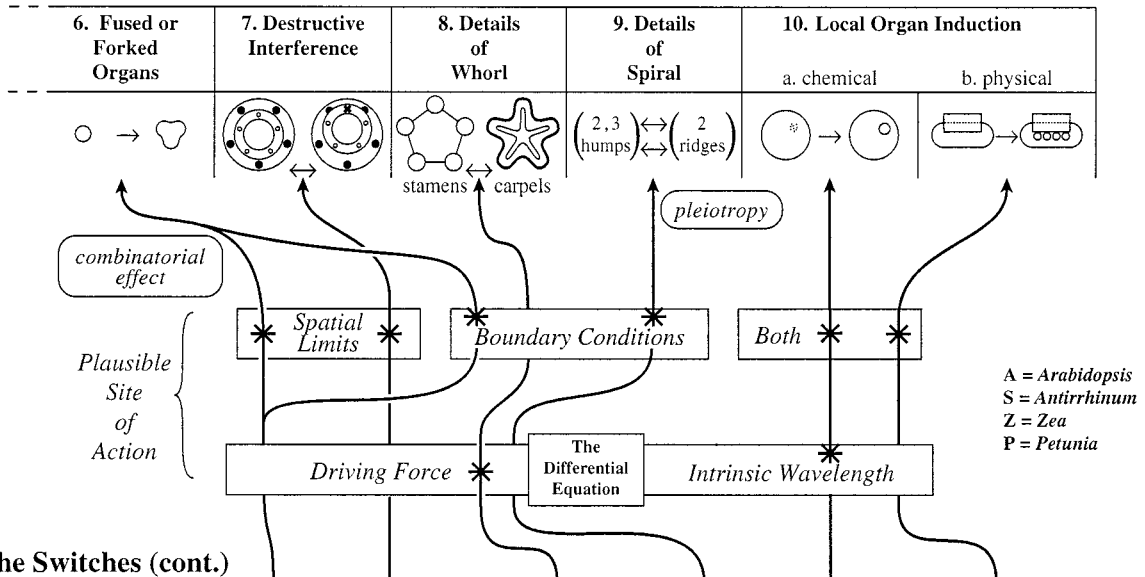 6. Fused or
Forked
Organs
7. Destructive
Interference
8. Details
of
Whorl
9. Details
of
Spiral
10. Local Organ Induction
a. chemical
b. physical
stamens ↔ carpels
(2,3 ↔ 2)
(humps ↔ ridges)
pleiotropy
combinatorial
effect
Spatial
Limits
Boundary Conditions
Both
Plausible
Site
of
Action
A = Arabidopsis
S = Antirrhinum
Z = Zea
P = Petunia
Driving Force
The
Differential
Equation
Intrinsic Wavelength
he Switches (cont.)